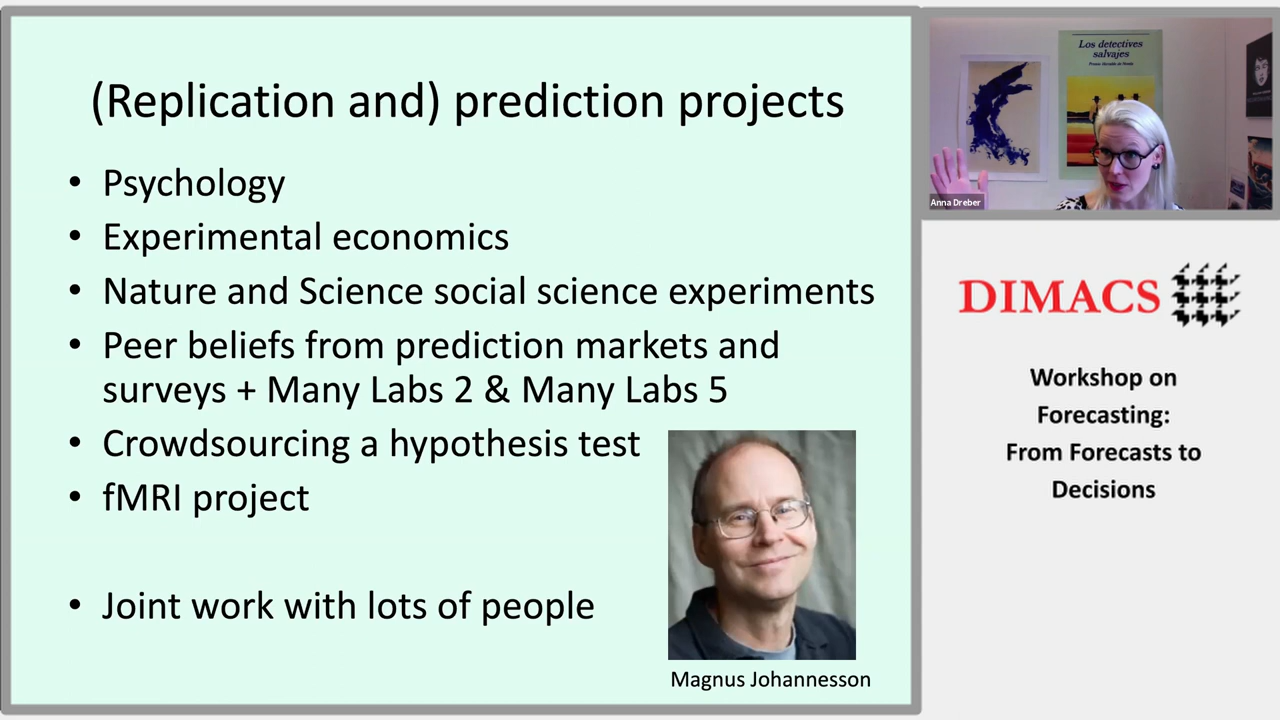 (Replication and) prediction projects
• Psychology
• Experimental economics
• Nature and Science social science experiments
• Peer beliefs from prediction markets and
surveys + Many Labs 2 & Many Labs 5
• Crowdsourcing a hypothesis test
• fMRI project
• Joint work with lots of people
Magnus Johannesson
Los detectives
salvajes
Anna Dreber
DIMACS
Workshop on
Forecasting:
From Forecasts to
Decisions